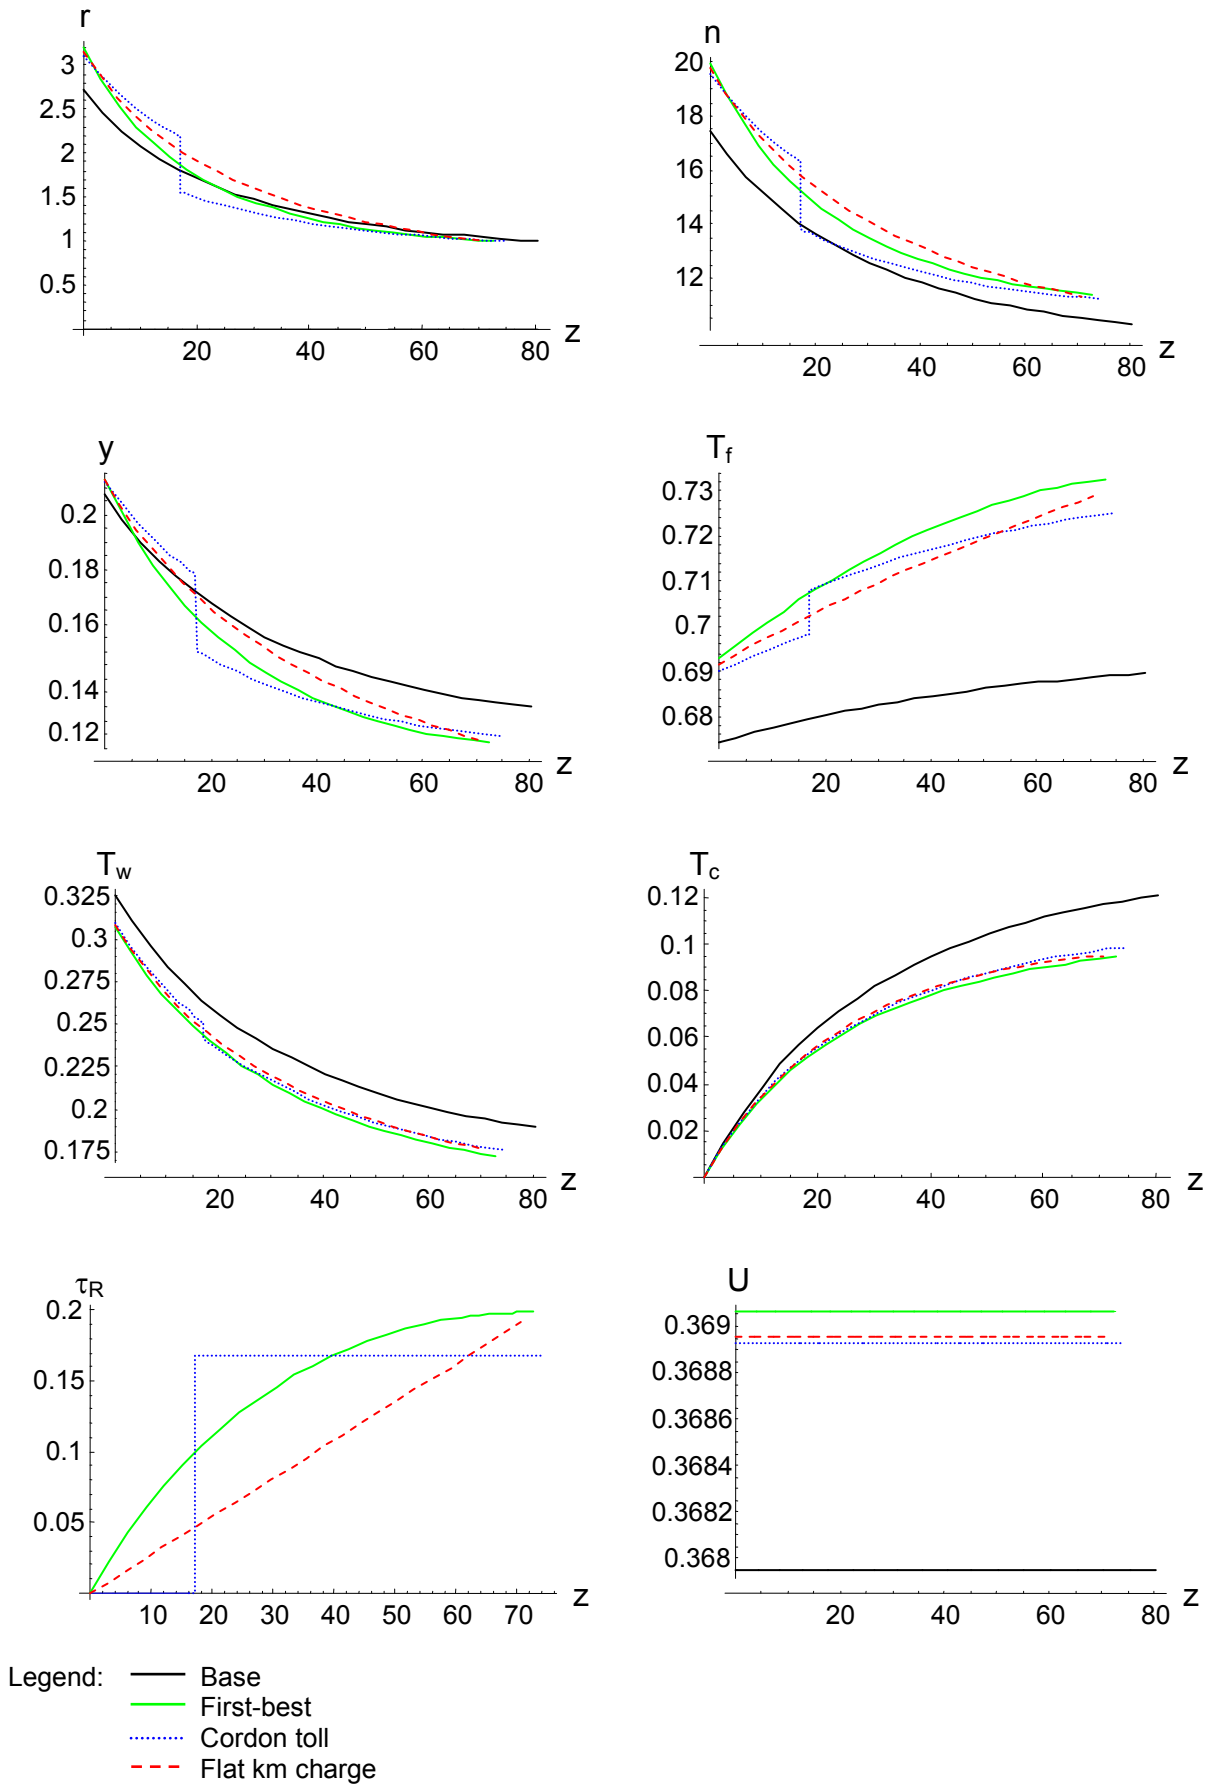 r
3
2.5
2
1.5
1
0.5
20 40 60 80 z
n
20
18
16
14
12
20 40 60 80 z
y
0.2
0.18
0.16
0.14
0.12
20 40 60 80 z
Tf
0.73
0.72
0.71
0.7
0.69
0.68
20 40 60 80 z
Tw
0.325
0.3
0.275
0.25
0.225
0.2
0.175
20 40 60 80 z
Tc
0.12
0.1
0.08
0.06
0.04
0.02
20 40 60 80 z
τR
0.2
0.15
0.1
0.05
10 20 30 40 50 60 70 z
U
0.369
0.3688
0.3686
0.3684
0.3682
0.368
20 40 60 80 z
Legend: Base
First-best
Cordon toll
Flat km charge